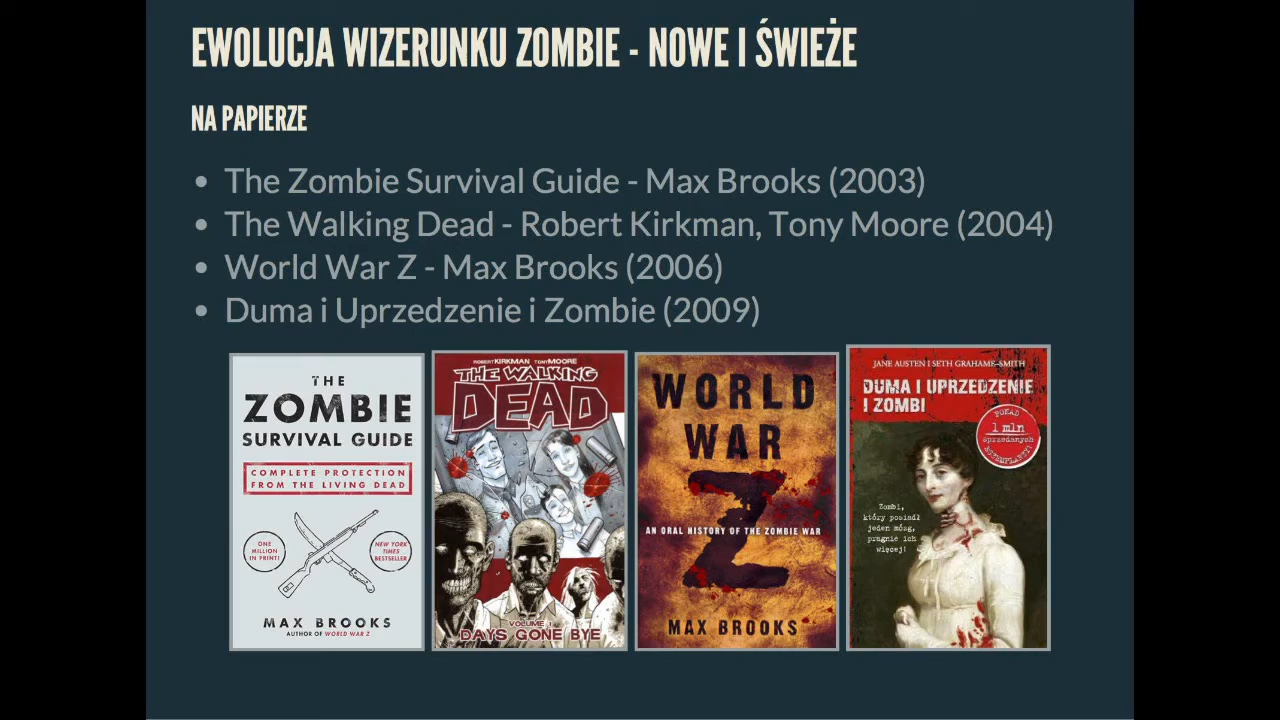 EWOLUCJA WIZERUNKU ZOMBIE - NOWE I ŚWIEŻE
NA PAPIERZE
The Zombie Survival Guide - Max Brooks (2003)
The Walking Dead - Robert Kirkman, Tony Moore (2004)
World War Z - Max Brooks (2006)
Duma i Uprzedzenie i Zombie (2009)
THE
ZOMBIE
SURVIVAL GUIDE
COMPLETE PROTECTION
FROM THE LIVING DEAD
ONE
MILLION
IN PRINT!
NEW YORK
TIMES
BESTSELLER
MAX BROOKS
AUTHOR OF WORLD WAR Z
ROBERT KIRKMAN TONY MOORE
THE WALKING
DEAD
VOLUME 1
DAYS GONE BYE
WORLD
WAR
Z
AN ORAL HISTORY OF THE ZOMBIE WAR
MAX BROOKS
JANE AUSTEN I SETH GRAHAME-SMITH
DUMA I UPRZEDZENIE
I ZOMBI
PONAD
1 mln
sprzedanych
EGZEMPLARZY
Zombi,
który posiadł
jeden mózg,
pragnie ich
więcej!